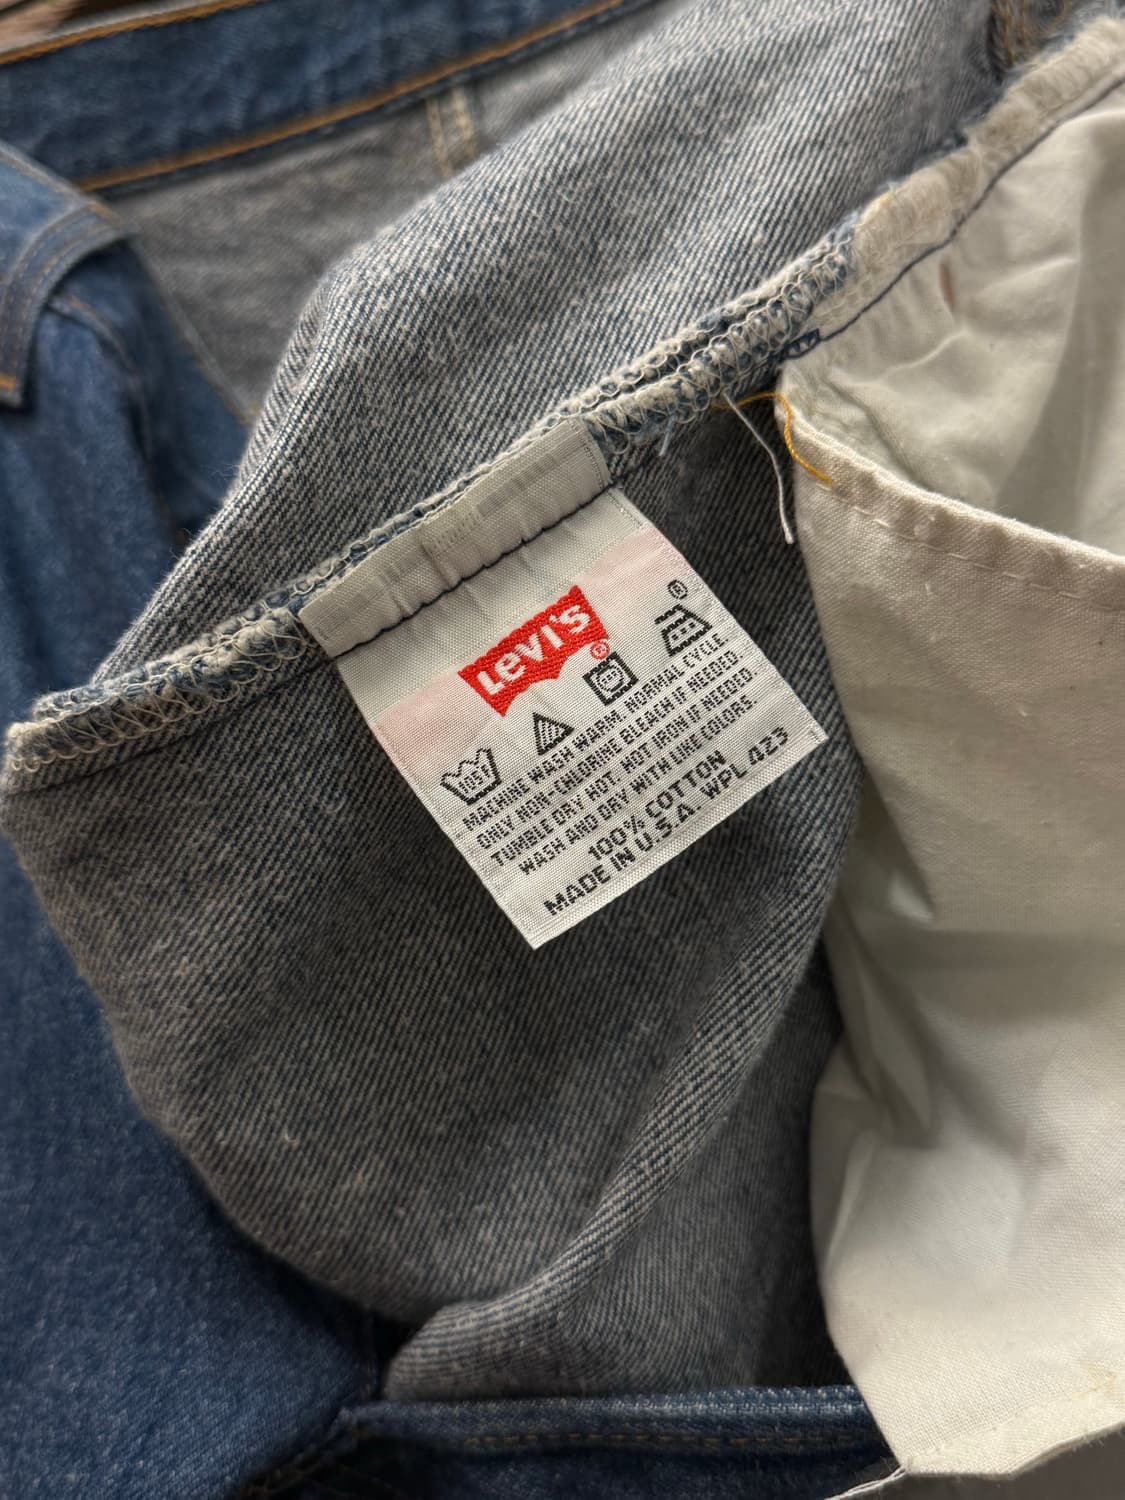 Levi's
®
®
105F
MACHINE WASH WARM. NORMAL CYCLE.
ONLY NON-CHLORINE BLEACH IF NEEDED.
TUMBLE DRY HOT. HOT IRON IF NEEDED.
WASH AND DRY WITH LIKE COLORS.
100% COTTON
MADE IN U.S.A. WPL 423